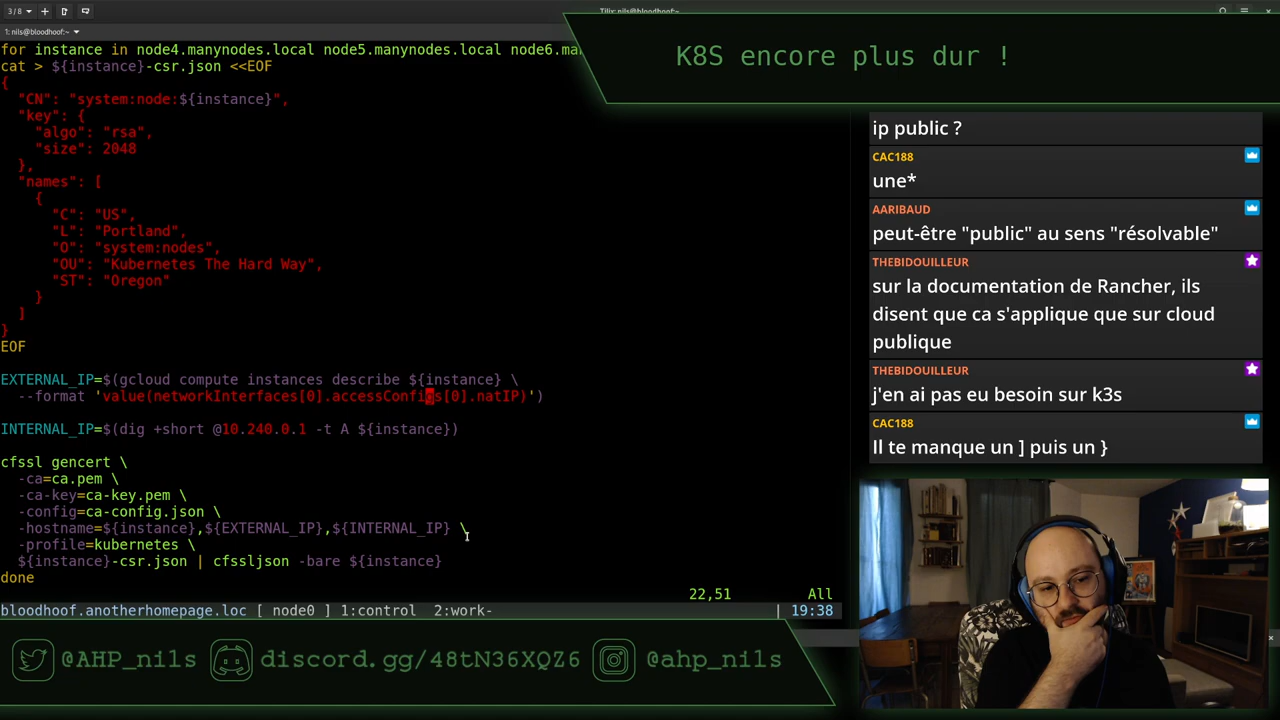 3/8
Tilix: nils@bloodhoof:~
1: nils@bloodhoof:~
for instance in node4.manynodes.local node5.manynodes.local node6.ma
cat > ${instance}-csr.json <<EOF
{
"CN": "system:node:${instance}",
"key": {
"algo": "rsa",
"size": 2048
},
"names": [
{
"C": "US",
"L": "Portland",
"O": "system:nodes",
"OU": "Kubernetes The Hard Way",
"ST": "Oregon"
}
]
}
EOF
EXTERNAL_IP=$(gcloud compute instances describe ${instance} \
--format 'value(networkInterfaces[0].accessConfigs[0].natIP)')
INTERNAL_IP=$(dig +short @10.240.0.1 -t A ${instance})
cfssl gencert \
-ca=ca.pem \
-ca-key=ca-key.pem \
-config=ca-config.json \
-hostname=${instance},${EXTERNAL_IP},${INTERNAL_IP} \
-profile=kubernetes \
${instance}-csr.json | cfssljson -bare ${instance}
done
22,51 All
bloodhoof.anotherhomepage.loc [ node0 ] 1:control 2:work- | 19:38
K8S encore plus dur !
ip public ?
CAC188
une*
AARIBAUD
peut-être "public" au sens "résolvable"
THEBIDOUILLEUR
sur la documentation de Rancher, ils
disent que ca s'applique que sur cloud
publique
THEBIDOUILLEUR
j'en ai pas eu besoin sur k3s
CAC188
Il te manque un ] puis un }
@AHP_nils discord.gg/48tN36XQZ6 @ahp_nils